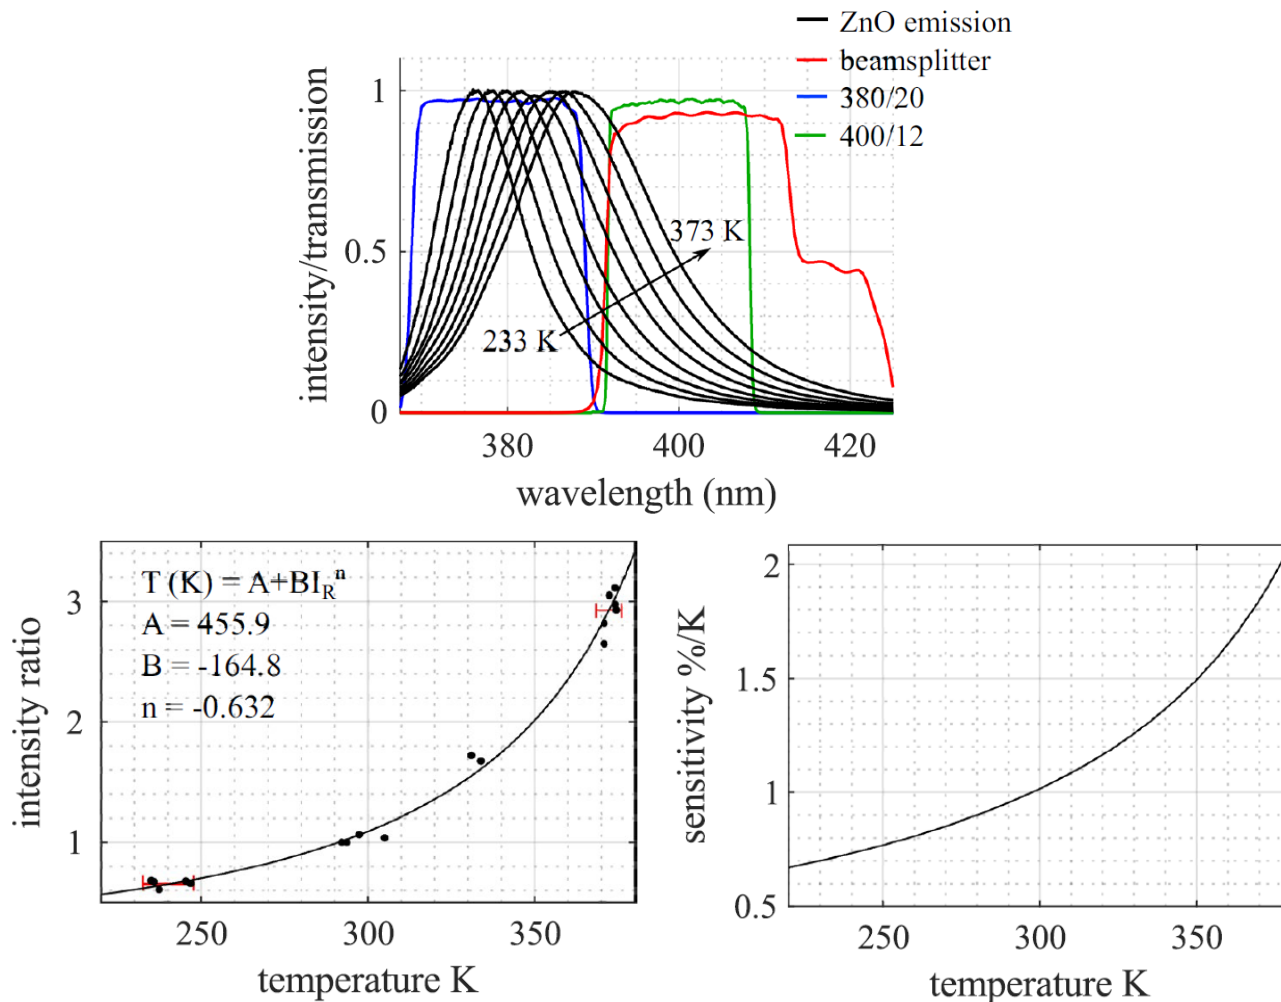 ZnO emission
beamsplitter
380/20
400/12
intensity/transmission
1
0.5
0
373 K
233 K
380
400
420
wavelength (nm)
intensity ratio
3
2
1
T (K) = A+BI_R^n
A = 455.9
B = -164.8
n = -0.632
250
300
350
temperature K
sensitivity %/K
2
1.5
1
0.5
250
300
350
temperature K